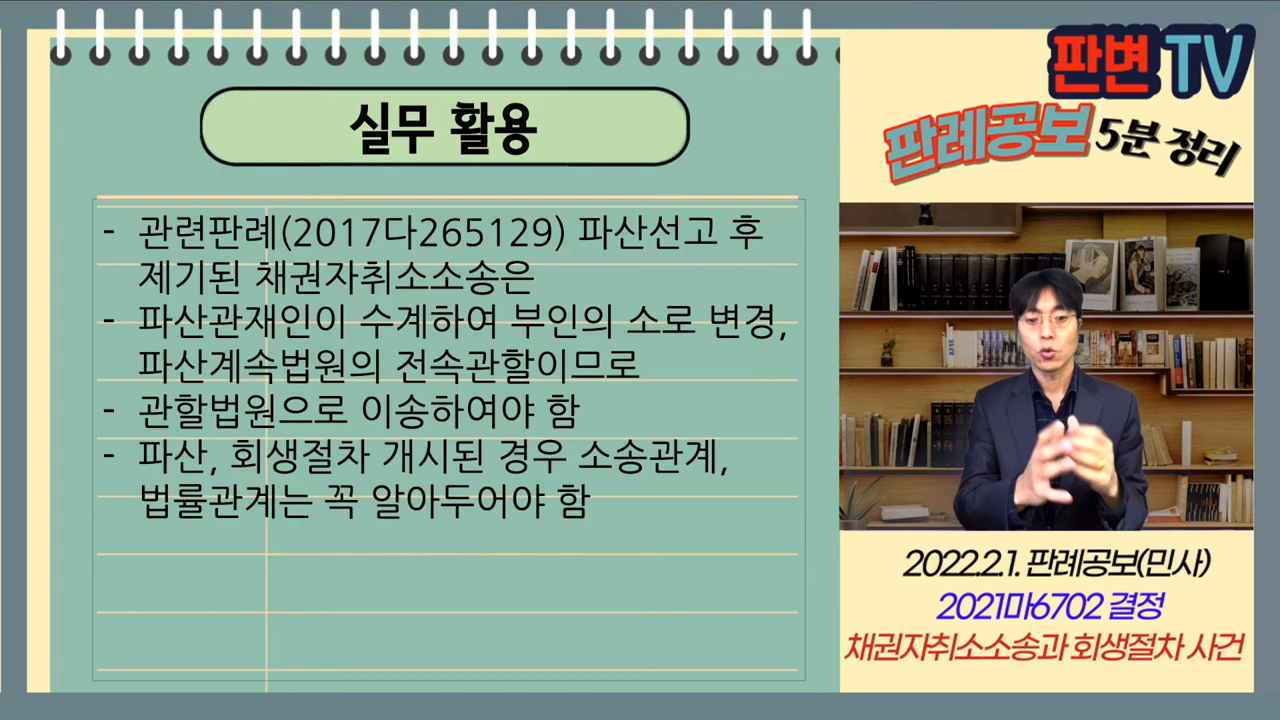 실무 활용
- 관련판례(2017다265129) 파산선고 후
제기된 채권자취소소송은
- 파산관재인이 수계하여 부인의 소로 변경,
파산계속법원의 전속관할이므로
- 관할법원으로 이송하여야 함
- 파산, 회생절차 개시된 경우 소송관계,
법률관계는 꼭 알아두어야 함
판변 TV
판례공보 5분 정리
2022.2.1. 판례공보(민사)
2021마6702 결정
채권자취소소송과 회생절차 사건